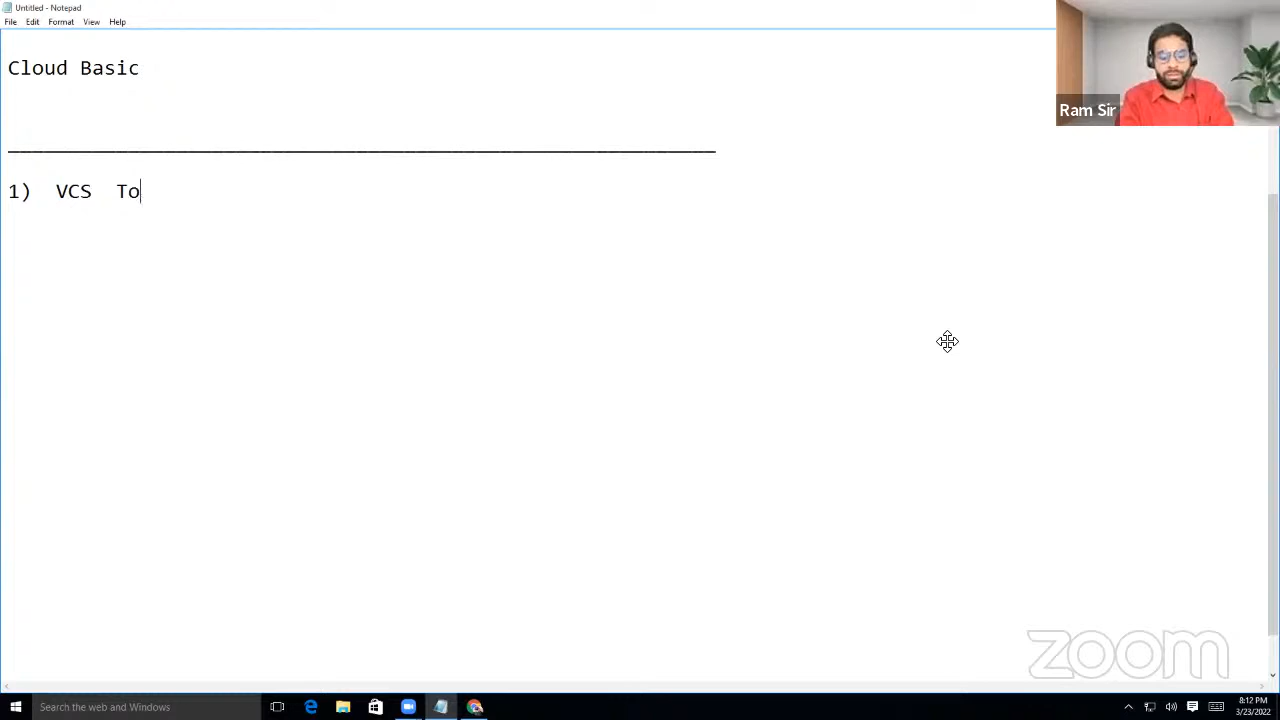 Untitled - Notepad
File Edit Format View Help
Cloud Basic
1) VCS To
Ram Sir
zoom
Search the web and Windows
8:12 PM
3/23/2022